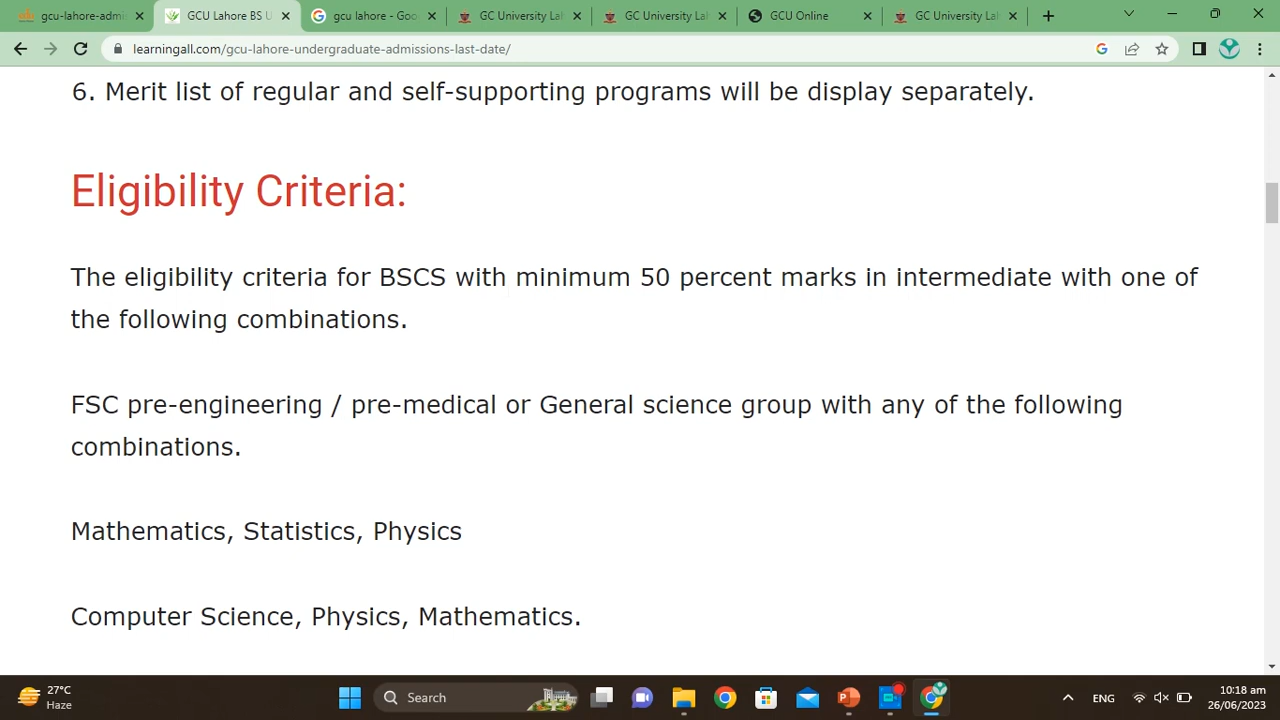 gcu-lahore-admi
GCU Lahore BS U
gcu lahore - Goo
GC University La
GC University La
GCU Online
GC University La
learningall.com/gcu-lahore-undergraduate-admissions-last-date/
6. Merit list of regular and self-supporting programs will be display separately.
Eligibility Criteria:
The eligibility criteria for BSCS with minimum 50 percent marks in intermediate with one of
the following combinations.
FSC pre-engineering / pre-medical or General science group with any of the following
combinations.
Mathematics, Statistics, Physics
Computer Science, Physics, Mathematics.
27°C
Haze
Search
ENG
10:18 am
26/06/2023